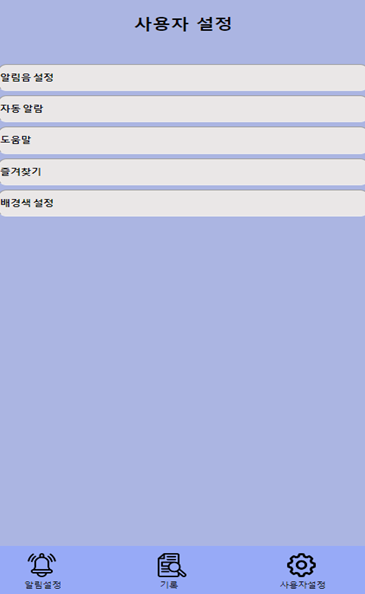 사용자 설정
알림음 설정
자동 알람
도움말
즐겨찾기
배경색 설정
알림설정
기록
사용자설정